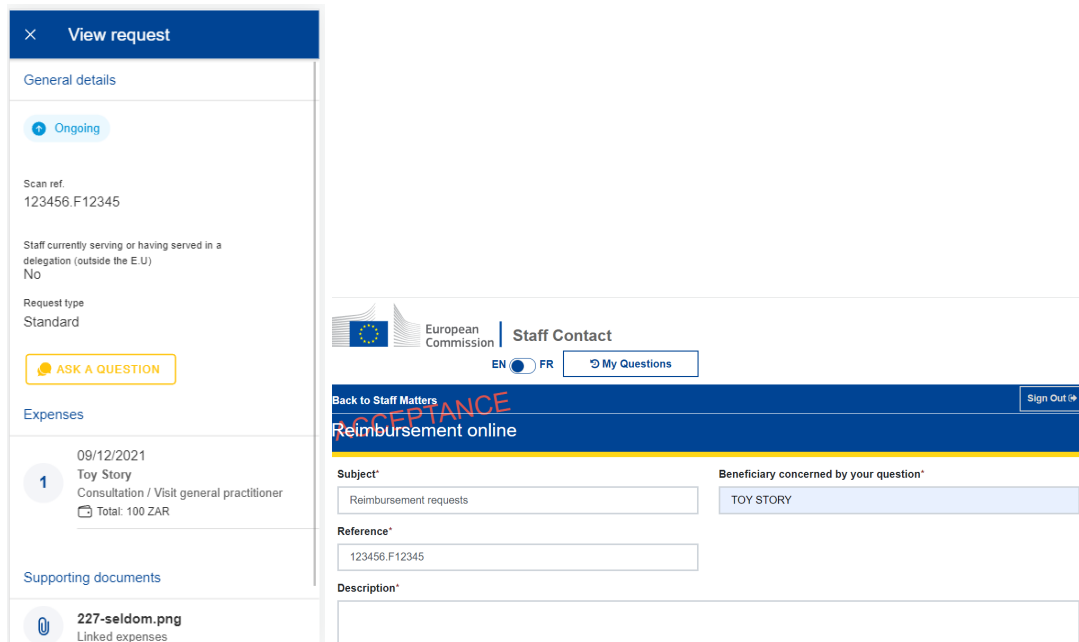 View request
General details
Ongoing
Scan ref.
123456.F12345
Staff currently serving or having served in a
delegation (outside the E.U)
No
Request type
Standard
ASK A QUESTION
Expenses
1
09/12/2021
Toy Story
Consultation / Visit general practitioner
Total: 100 ZAR
Supporting documents
227-seldom.png
Linked expenses
European
Commission
Staff Contact
EN FR
My Questions
Back to Staff Matters
Sign Out
ACCEPTANCE
Reimbursement online
Subject*
Reimbursement requests
Beneficiary concerned by your question*
TOY STORY
Reference*
123456.F12345
Description*